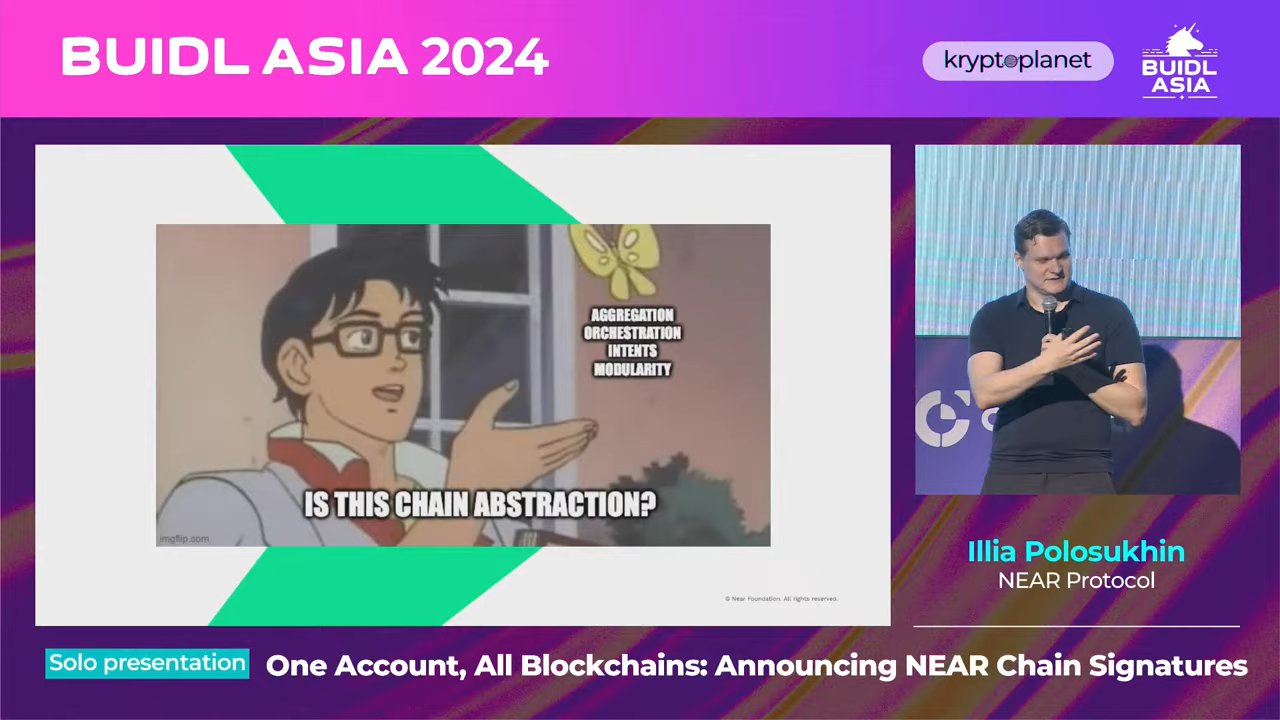 BUIDL ASIA 2024
kryptoplanet
BUIDL
ASIA
AGGREGATION
ORCHESTRATION
INTENTS
MODULARITY
IS THIS CHAIN ABSTRACTION?
imgflip.com
© Near Foundation. All rights reserved.
Illia Polosukhin
NEAR Protocol
Solo presentation
One Account, All Blockchains: Announcing NEAR Chain Signatures